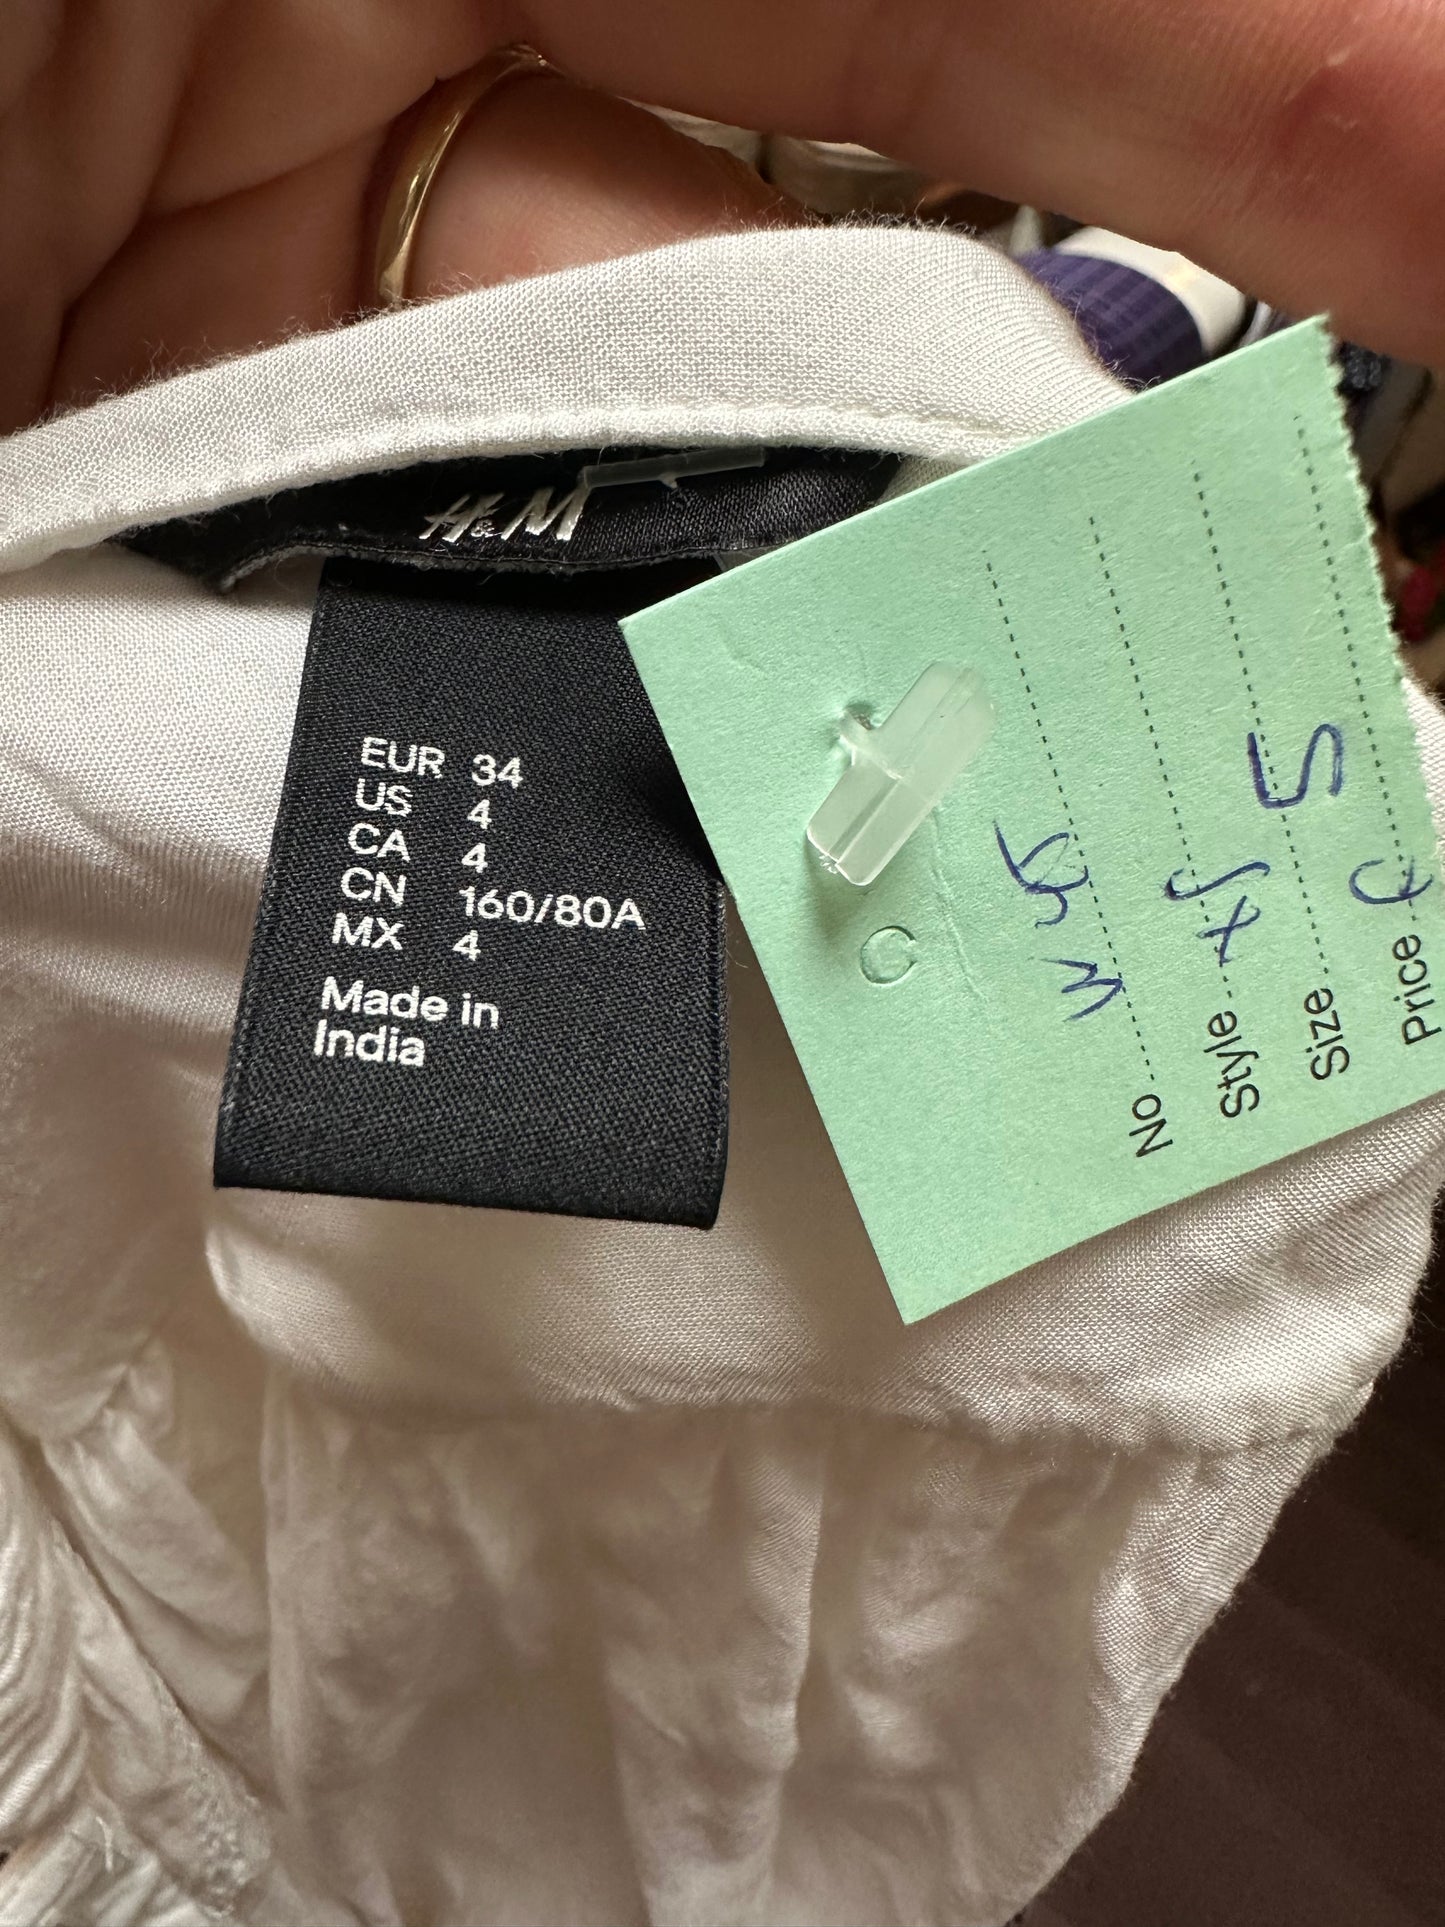 H&M
EUR 34
US 4
CA 4
CN 160/80A
MX 4
Made in
India
C
No
Style
Size
Price